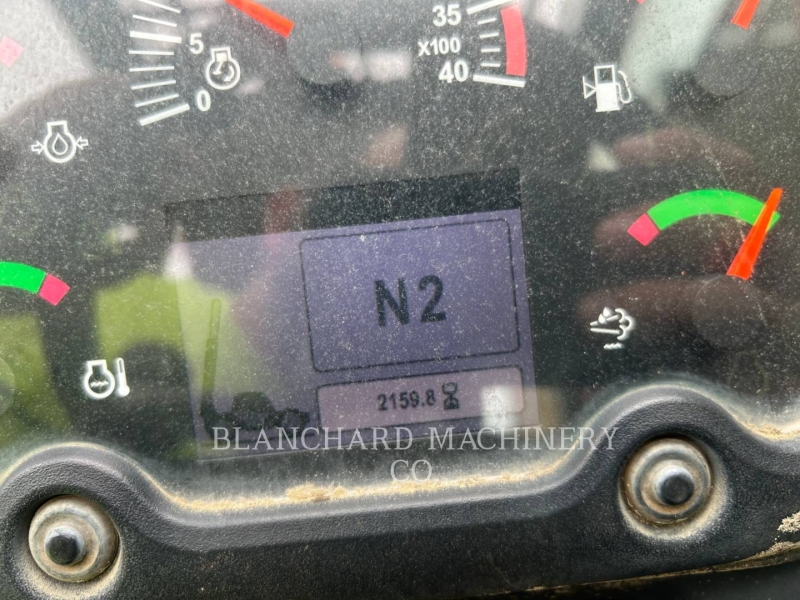 5
0
35
X100
40
N2
2159.8
BLANCHARD MACHINERY
CO